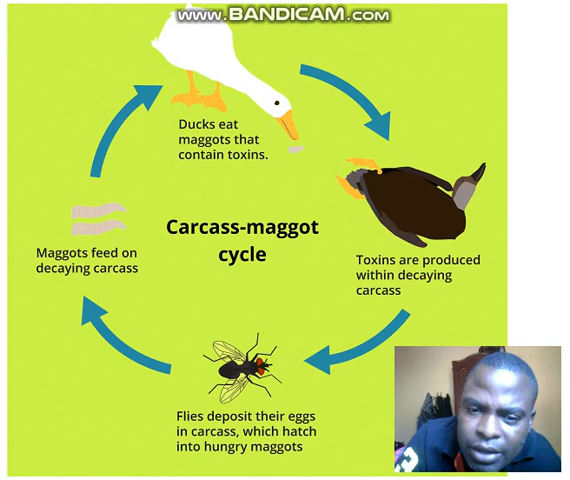 www.BANDICAM.com
Ducks eat
maggots that
contain toxins.
Carcass-maggot
cycle
Maggots feed on
decaying carcass
Toxins are produced
within decaying
carcass
Flies deposit their eggs
in carcass, which hatch
into hungry maggots